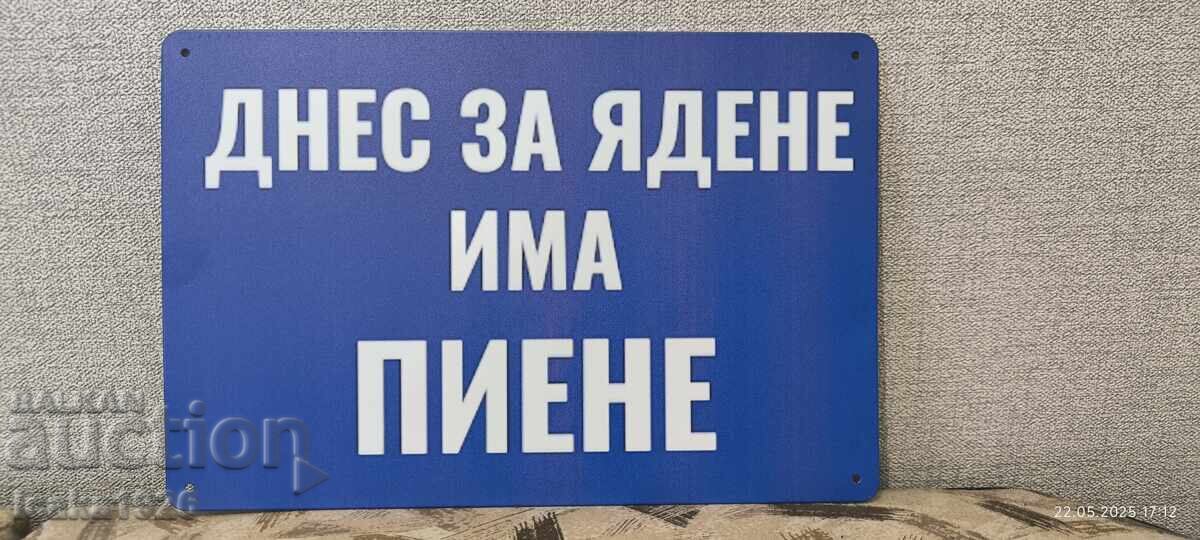 ДНЕС ЗА ЯДЕНЕ
ИМА
ПИЕНЕ
BALKAN
auction
22.05.2025 17:12